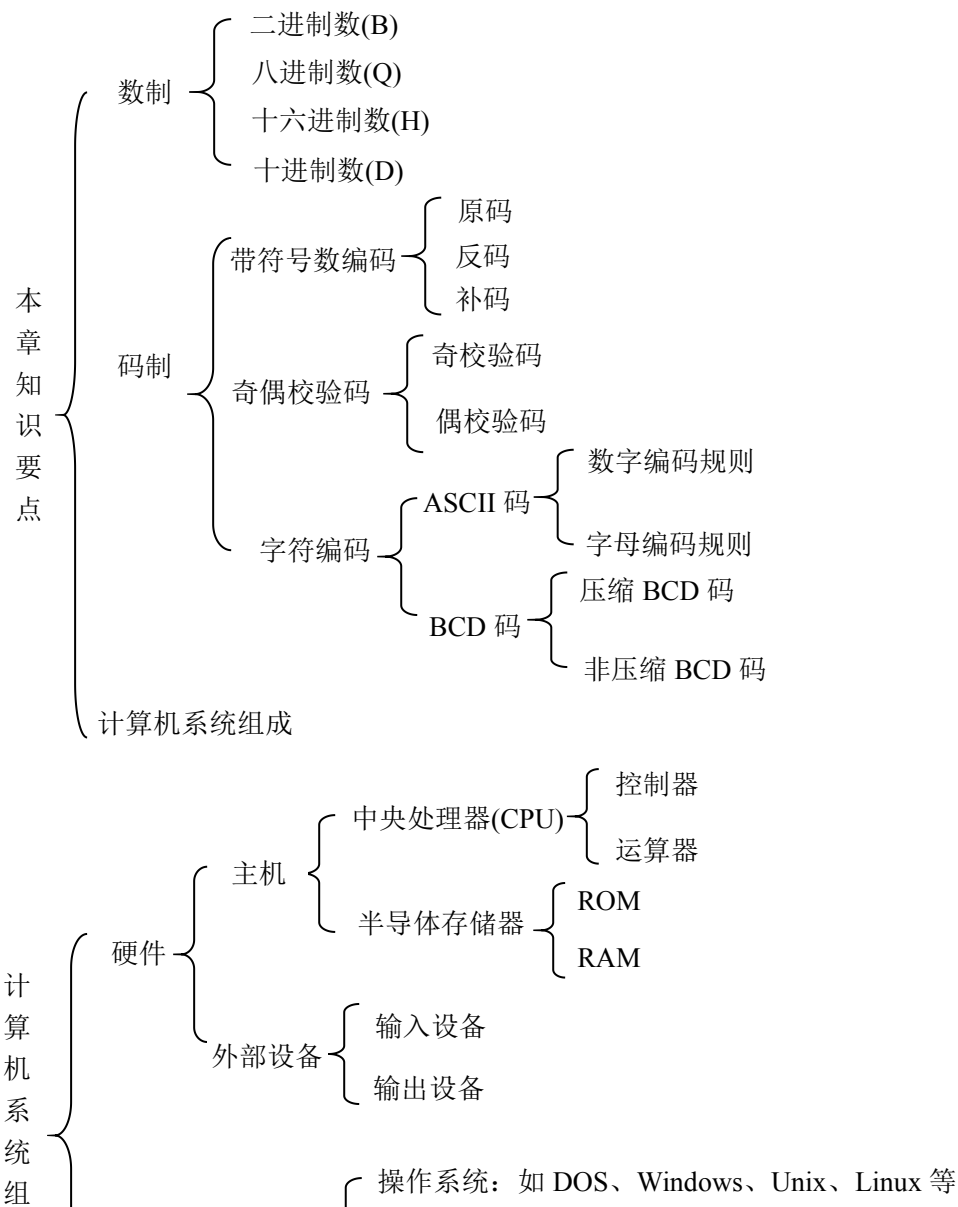 本章知识要点
数制
二进制数(B)
八进制数(Q)
十六进制数(H)
十进制数(D)
码制
带符号数编码
原码
反码
补码
奇偶校验码
奇校验码
偶校验码
字符编码
ASCII 码
数字编码规则
字母编码规则
BCD 码
压缩 BCD 码
非压缩 BCD 码
计算机系统组成
计算机系统组
硬件
主机
中央处理器(CPU)
控制器
运算器
半导体存储器
ROM
RAM
外部设备
输入设备
输出设备
操作系统：如 DOS、Windows、Unix、Linux 等